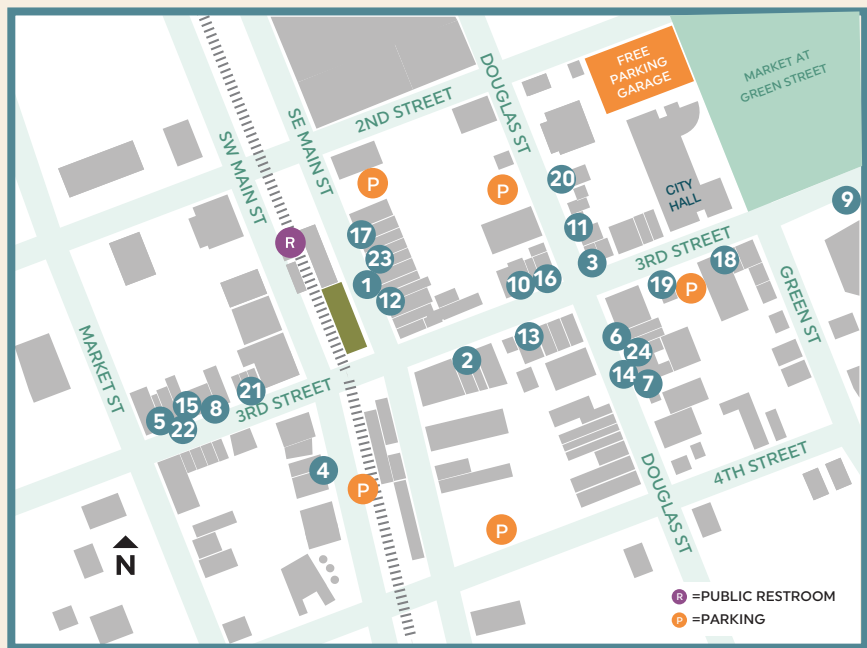 FREE
PARKING
GARAGE
MARKET AT
GREEN STREET
DOUGLAS ST
2ND STREET
SE MAIN ST
SW MAIN ST
P
P
20
CITY
HALL
9
17
11
R
23
3
3RD STREET
18
1
12
10
16
19
P
GREEN ST
13
6
2
24
14
7
MARKET ST
21
5
15
8
22
3RD STREET
4
P
DOUGLAS ST
4TH STREET
P
N
R =PUBLIC RESTROOM
P =PARKING